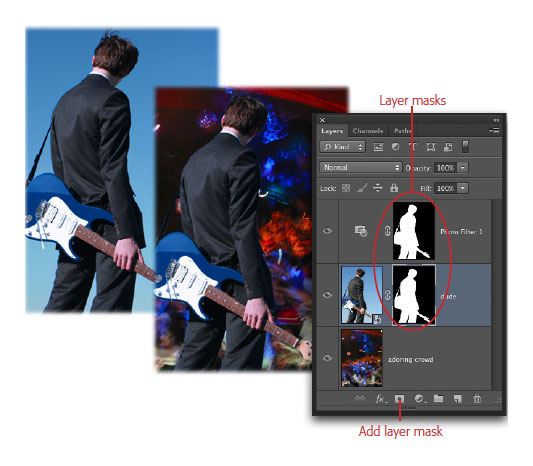 Layer masks
Layers Channels Paths
Kind T
Normal Opacity: 100%
Lock: Fill: 100%
Photo Filter 1
dude
adoring crowd
fx
Add layer mask